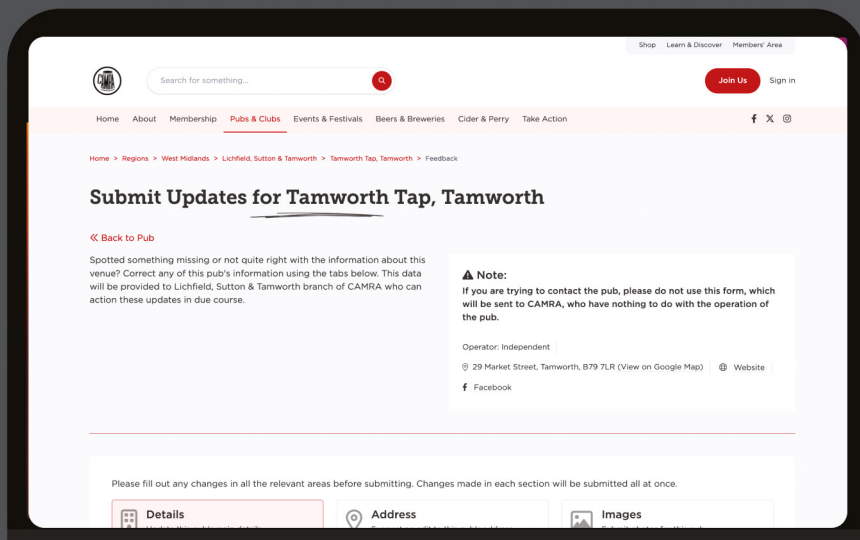 Shop Learn & Discover Members' Area
CAMRA
Search for something...
Join Us Sign in
Home About Membership Pubs & Clubs Events & Festivals Beers & Breweries Cider & Perry Take Action
Home > Regions > West Midlands > Lichfield, Sutton & Tamworth > Tamworth Tap, Tamworth > Feedback
Submit Updates for Tamworth Tap, Tamworth
Back to Pub
Spotted something missing or not quite right with the information about this
venue? Correct any of this pub's information using the tabs below. This data
will be provided to Lichfield, Sutton & Tamworth branch of CAMRA who can
action these updates in due course.
Note:
If you are trying to contact the pub, please do not use this form, which
will be sent to CAMRA, who have nothing to do with the operation of
the pub.
Operator: Independent
29 Market Street, Tamworth, B79 7LR (View on Google Map) Website
Facebook
Please fill out any changes in all the relevant areas before submitting. Changes made in each section will be submitted all at once.
Details Address Images